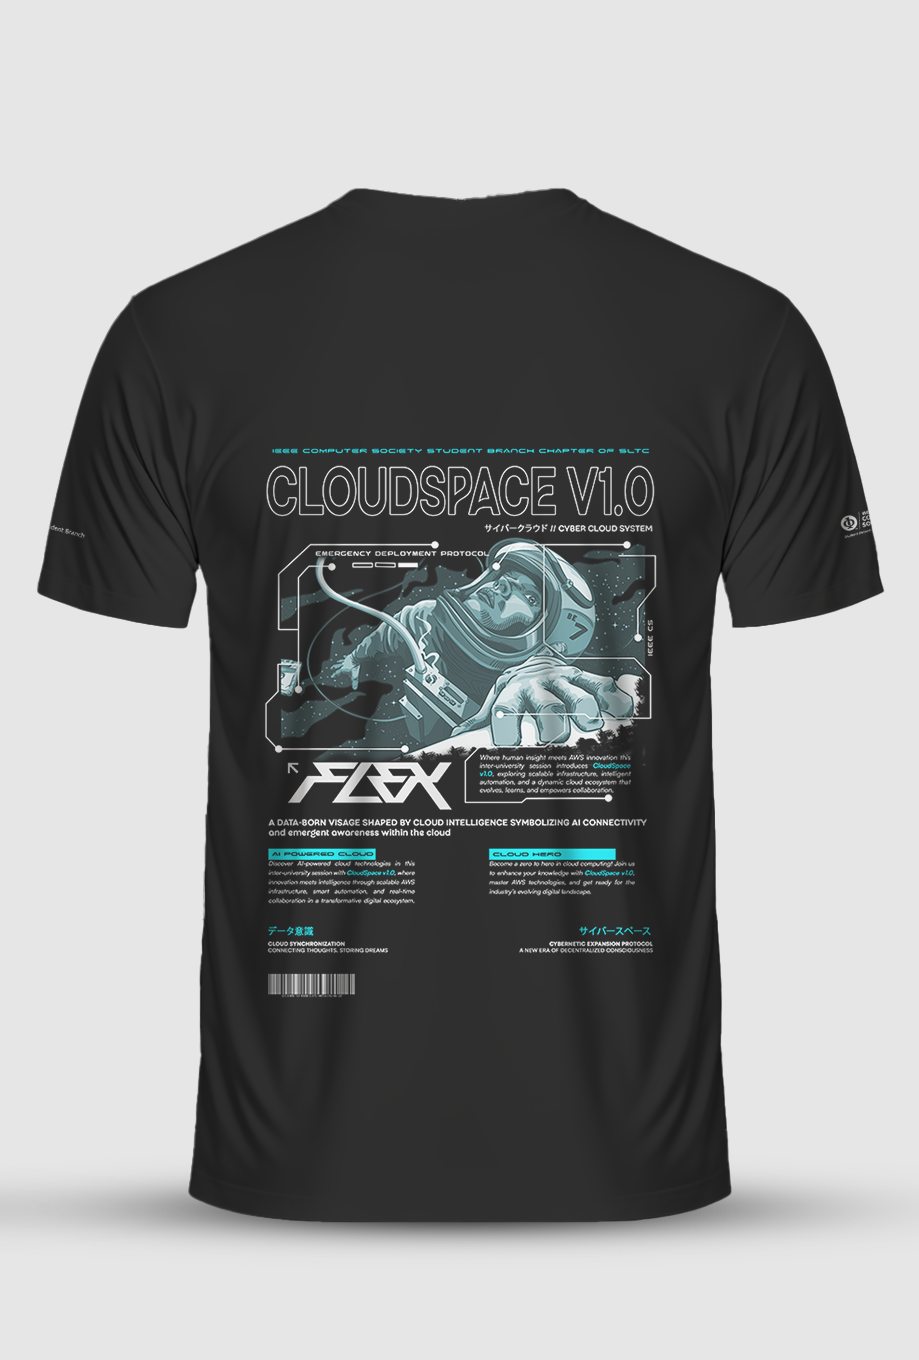 IEEE COMPUTER SOCIETY STUDENT BRANCH CHAPTER OF SLTC
CLOUDSPACE V1.0
サイバークラウド // CYBER CLOUD SYSTEM
EMERGENCY DEPLOYMENT PROTOCOL
7
IEEE CS
Branch
FLEX
Where human insight meets AWS innovation this
inter-university session introduces CloudSpace
v1.0, exploring scalable infrastructure, intelligent
automation, and a dynamic cloud ecosystem that
evolves, learns, and empowers collaboration.
A DATA-BORN VISAGE SHAPED BY CLOUD INTELLIGENCE SYMBOLIZING AI CONNECTIVITY
and emergent awareness within the cloud
AI POWERED CLOUD
Discover AI-powered cloud technologies in this
inter-university session with CloudSpace v1.0, where
innovation meets intelligence through scalable AWS
infrastructure, smart automation, and real-time
collaboration in a transformative digital ecosystem.
CLOUD HERO
Become a zero to hero in cloud computing! Join us
to enhance your knowledge with CloudSpace v1.0,
master AWS technologies, and get ready for the
industry's evolving digital landscape.
データ意識
CLOUD SYNCHRONIZATION
CONNECTING THOUGHTS. STORING DREAMS
サイバースペース
CYBERNETIC EXPANSION PROTOCOL
A NEW ERA OF DECENTRALIZED CONSCIOUSNESS